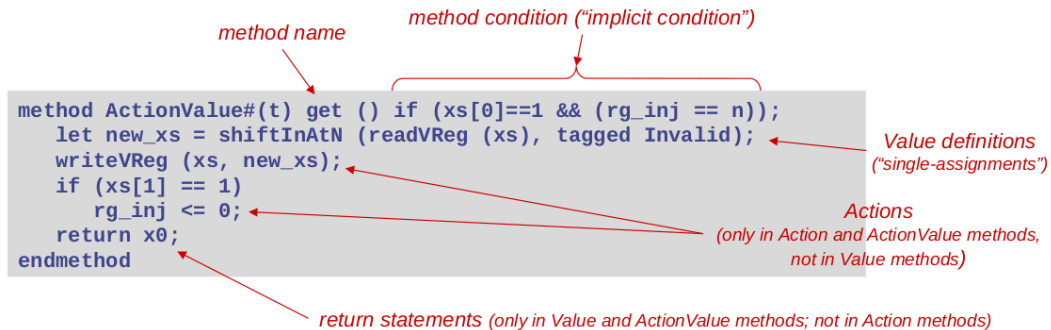 method condition (“implicit condition”)
method name
method ActionValue#(t) get () if (xs[0]==1 && (rg_inj == n));
let new_xs = shiftInAtN (readVReg (xs), tagged Invalid);
writeVReg (xs, new_xs);
if (xs[1] == 1)
rg_inj <= 0;
return x0;
endmethod
Value definitions
(“single-assignments”)
Actions
(only in Action and ActionValue methods,
not in Value methods)
return statements (only in Value and ActionValue methods; not in Action methods)